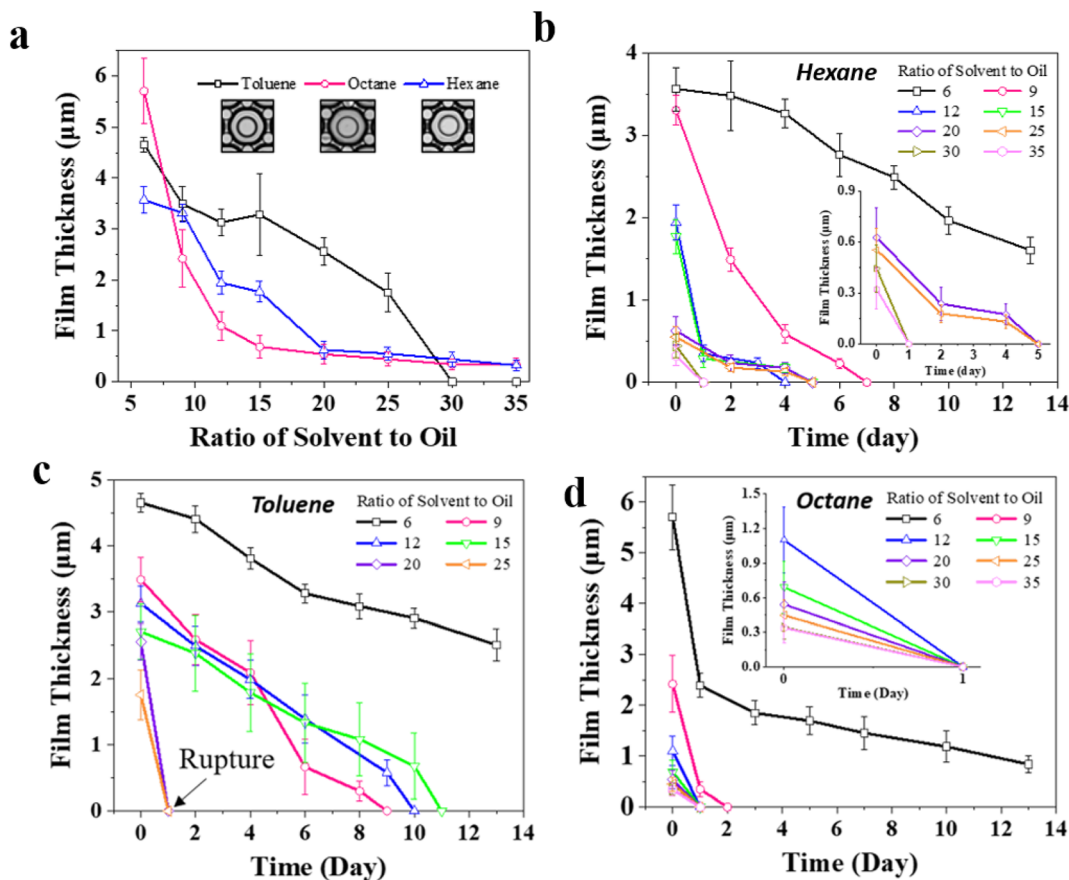 a
Film Thickness (μm)
6
5
4
3
2
1
0
Toluene Octane Hexane
5 10 15 20 25 30 35
Ratio of Solvent to Oil
b
Film Thickness (μm)
4
3
2
1
0
Hexane
Ratio of Solvent to Oil
6 9
12 15
20 25
30 35
Film Thickness (μm)
0.9
0.6
0.3
0.0
0 1 2 3 4 5
Time (day)
0 2 4 6 8 10 12 14
Time (day)
c
Film Thickness (μm)
5
4
3
2
1
0
Toluene
Ratio of Solvent to Oil
6 9
12 15
20 25
Rupture
0 2 4 6 8 10 12 14
Time (Day)
d
Film Thickness (μm)
6
5
4
3
2
1
0
Octane
Ratio of Solvent to Oil
6 9
12 15
20 25
30 35
Film Thickness (μm)
1.5
1.2
0.9
0.6
0.3
0.0
0 1
Time (Day)
0 2 4 6 8 10 12 14
Time (Day)